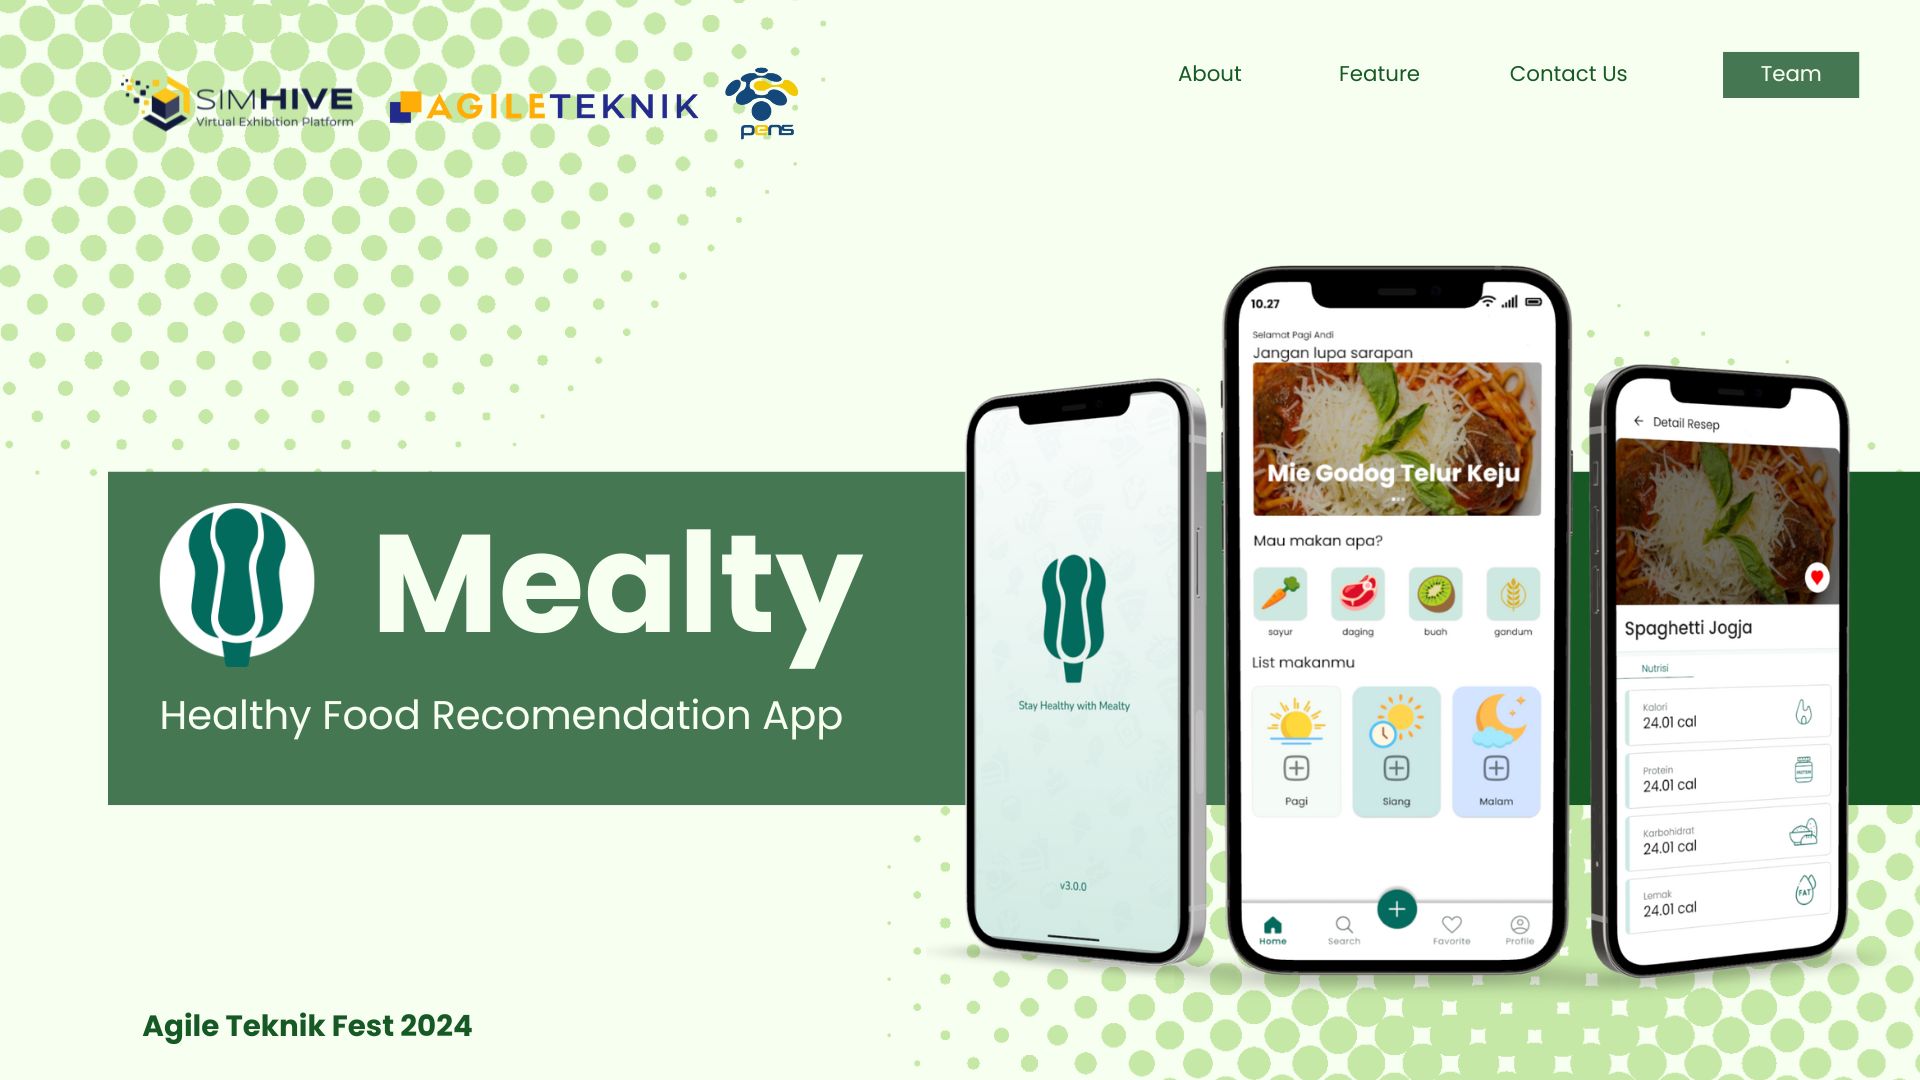 SIMHIVE
Virtual Exhibition Platform
AGILETEKNIK
pens
About
Feature
Contact Us
Team
Mealty
Healthy Food Recomendation App
Stay Healthy with Mealty
v3.0.0
10.27
Selamat Pagi Andi
Jangan lupa sarapan
Mie Godog Telur Keju
Mau makan apa?
sayur
daging
buah
gandum
List makanmu
Pagi
Siang
Malam
Home
Search
Favorite
Profile
Detail Resep
Spaghetti Jogja
Nutrisi
Kalori
24.01 cal
Protein
24.01 cal
PROTEIN
Karbohidrat
24.01 cal
Lemak
24.01 cal
FAT
Agile Teknik Fest 2024